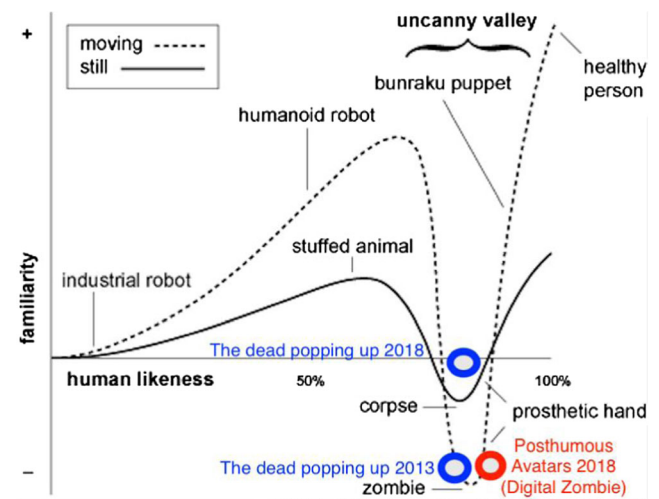 +
uncanny valley
moving
still
healthy
person
bunraku puppet
humanoid robot
stuffed animal
industrial robot
familiarity
The dead popping up 2018
human likeness
50%
100%
corpse
prosthetic hand
Posthumous
Avatars 2018
(Digital Zombie)
The dead popping up 2013
zombie
–